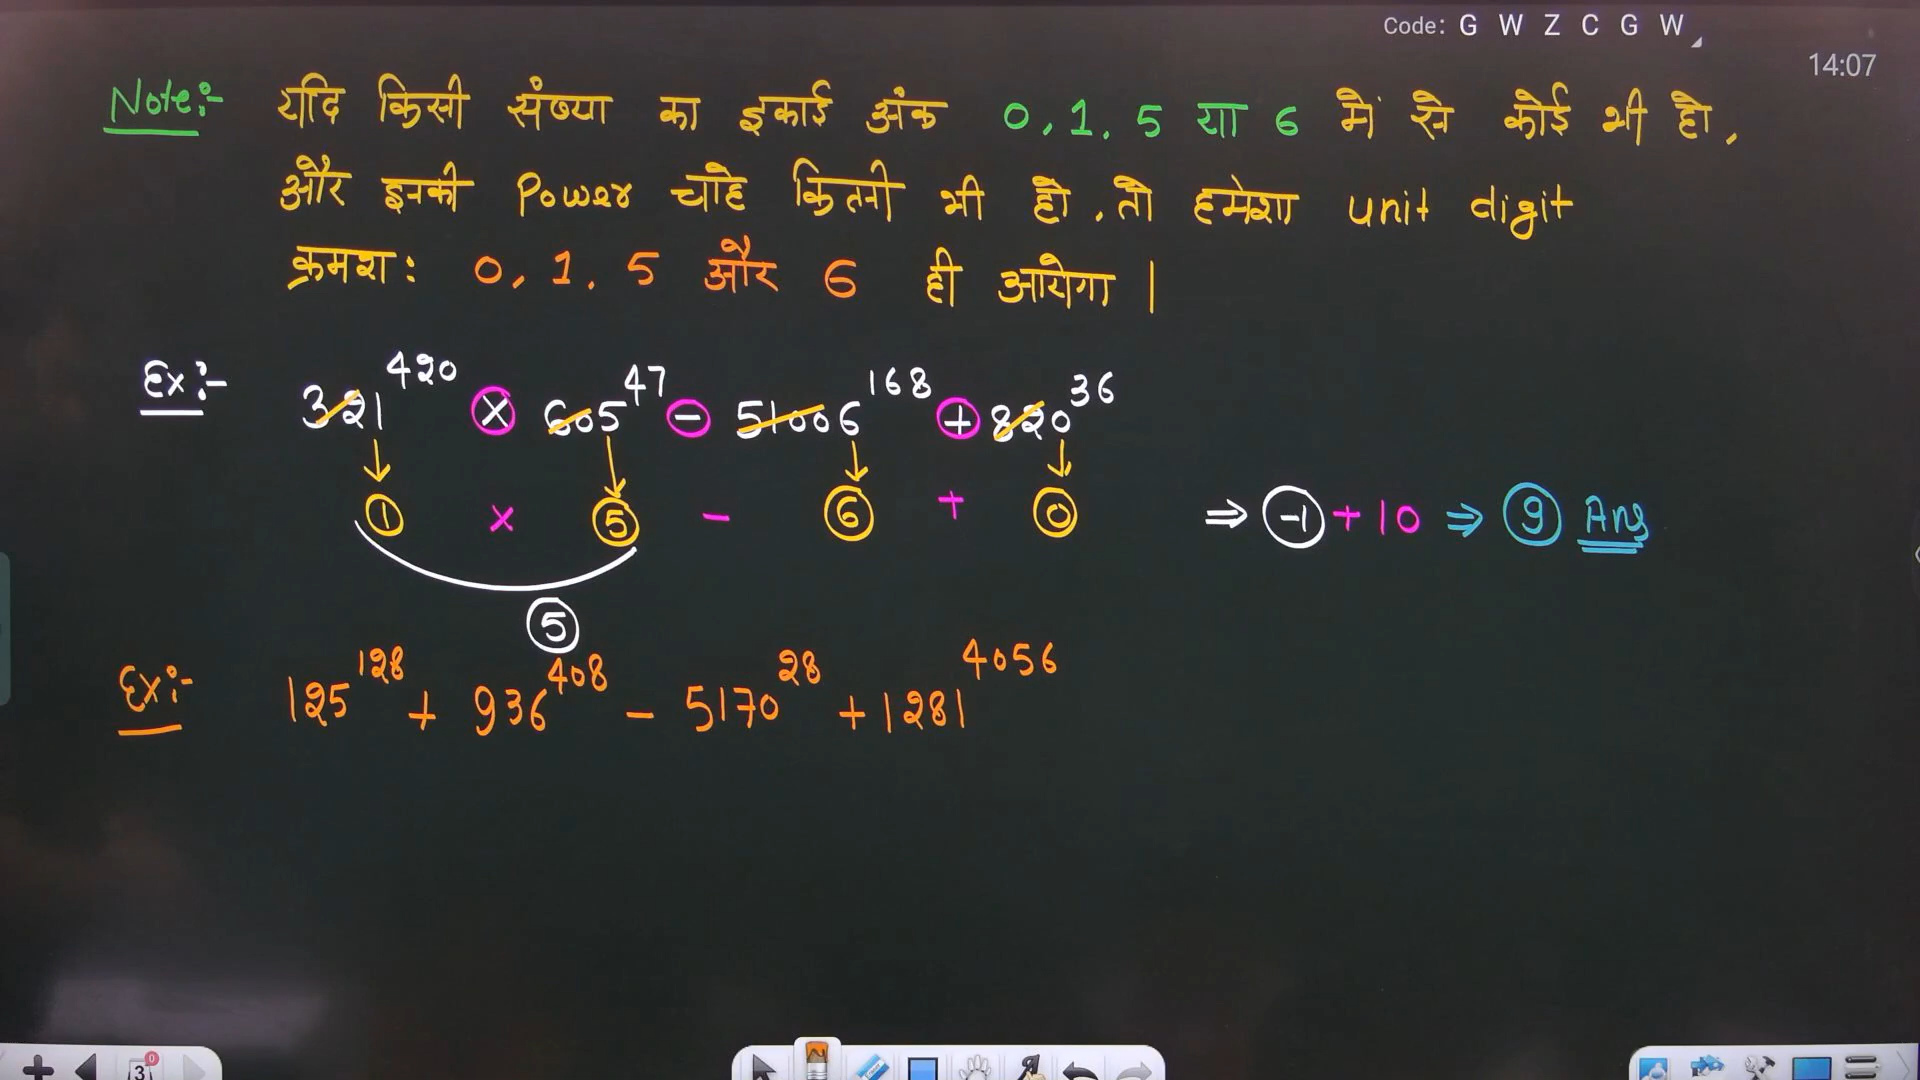 Code: G W Z C G W
14:07
Note:- यदि किसी संख्या का इकाई अंक 0, 1, 5 या 6 में से कोई भी हो,
और इनकी Power चाहे कितनी भी हो, तो हमेशा unit digit
क्रमशः 0, 1, 5 और 6 ही आयेगा |
Ex:- 321^420 × 605^47 - 51006^168 + 820^36
1 × 5 - 6 + 0 ⇒ -1 + 10 ⇒ 9 Ans
5
Ex:- 125^128 + 936^408 - 5170^28 + 1281^4056
3 0